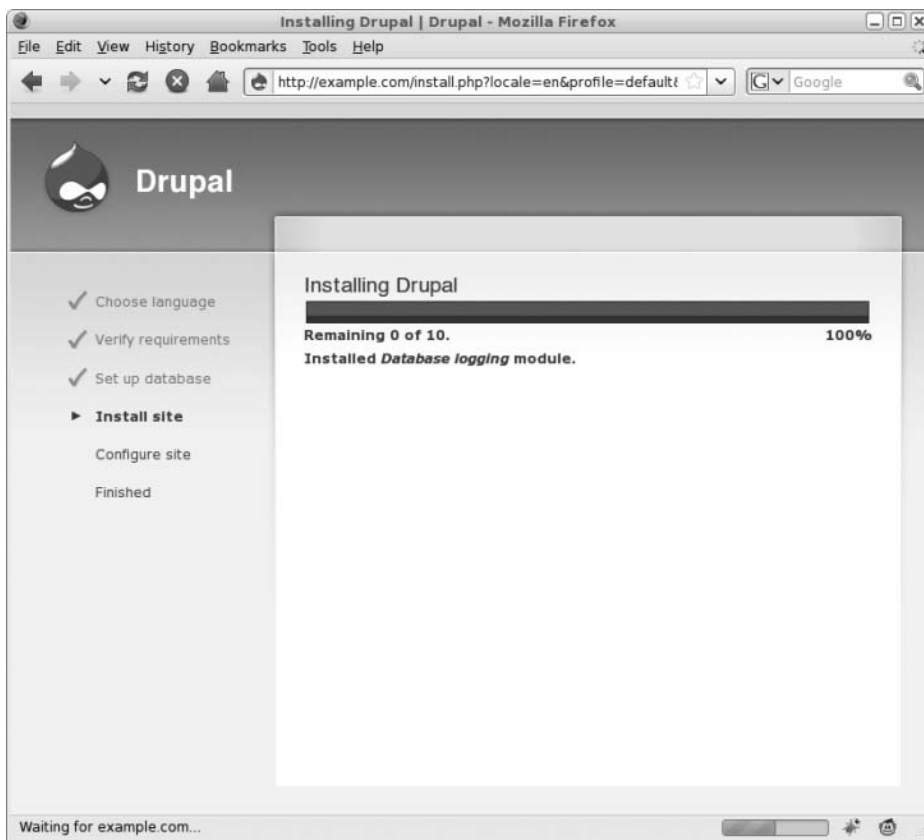 Installing Drupal | Drupal - Mozilla Firefox
File Edit View History Bookmarks Tools Help
http://example.com/install.php?locale=en&profile=default& G Google
Drupal
Installing Drupal
Choose language
Verify requirements
Set up database
Install site
Configure site
Finished
Remaining 0 of 10. 100%
Installed Database logging module.
Waiting for example.com...